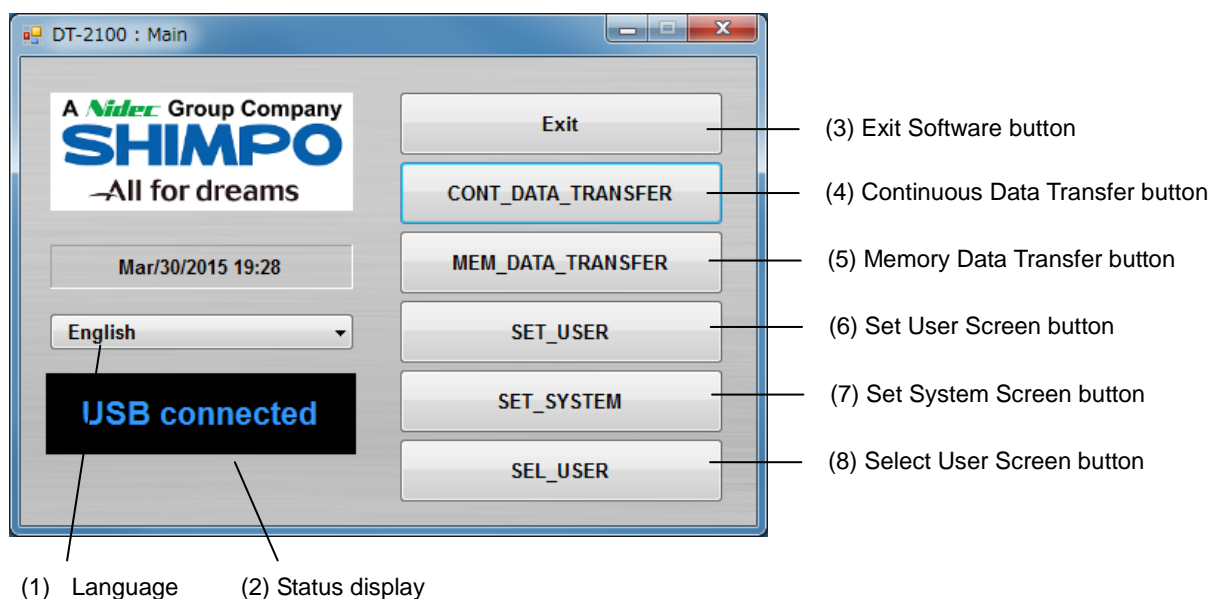 DT-2100 : Main
A Nidec Group Company
SHIMPO
All for dreams
Mar/30/2015 19:28
English
USB connected
Exit
CONT_DATA_TRANSFER
MEM_DATA_TRANSFER
SET_USER
SET_SYSTEM
SEL_USER
(3) Exit Software button
(4) Continuous Data Transfer button
(5) Memory Data Transfer button
(6) Set User Screen button
(7) Set System Screen button
(8) Select User Screen button
(1) Language
(2) Status display